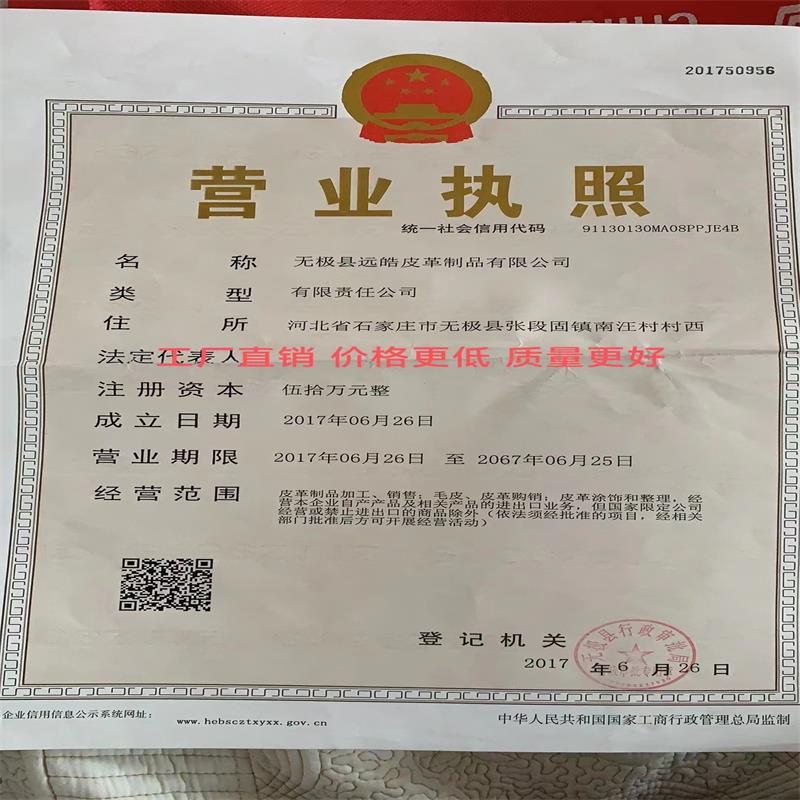 201750956
营业执照
统一社会信用代码 91130130MA08PPJE4B
名称 无极县远皓皮革制品有限公司
类型 有限责任公司
住所 河北省石家庄市无极县张段固镇南汪村村西
法定代表人
工厂直销 价格更低 质量更好
注册资本 伍拾万元整
成立日期 2017年06月26日
营业期限 2017年06月26日 至 2067年06月25日
经营范围 皮革制品加工、销售；毛皮、皮革购销；皮革涂饰和整理，经
营本企业自产产品及相关产品的进出口业务，但国家限定公司
经营或禁止进出口的商品除外（依法须经批准的项目，经相关
部门批准后方可开展经营活动）
登记机关
无极县行政审批局
2017 年 6 月 26 日
企业信用信息公示系统网址：
www.hebscztxyxx.gov.cn
中华人民共和国国家工商行政管理总局监制